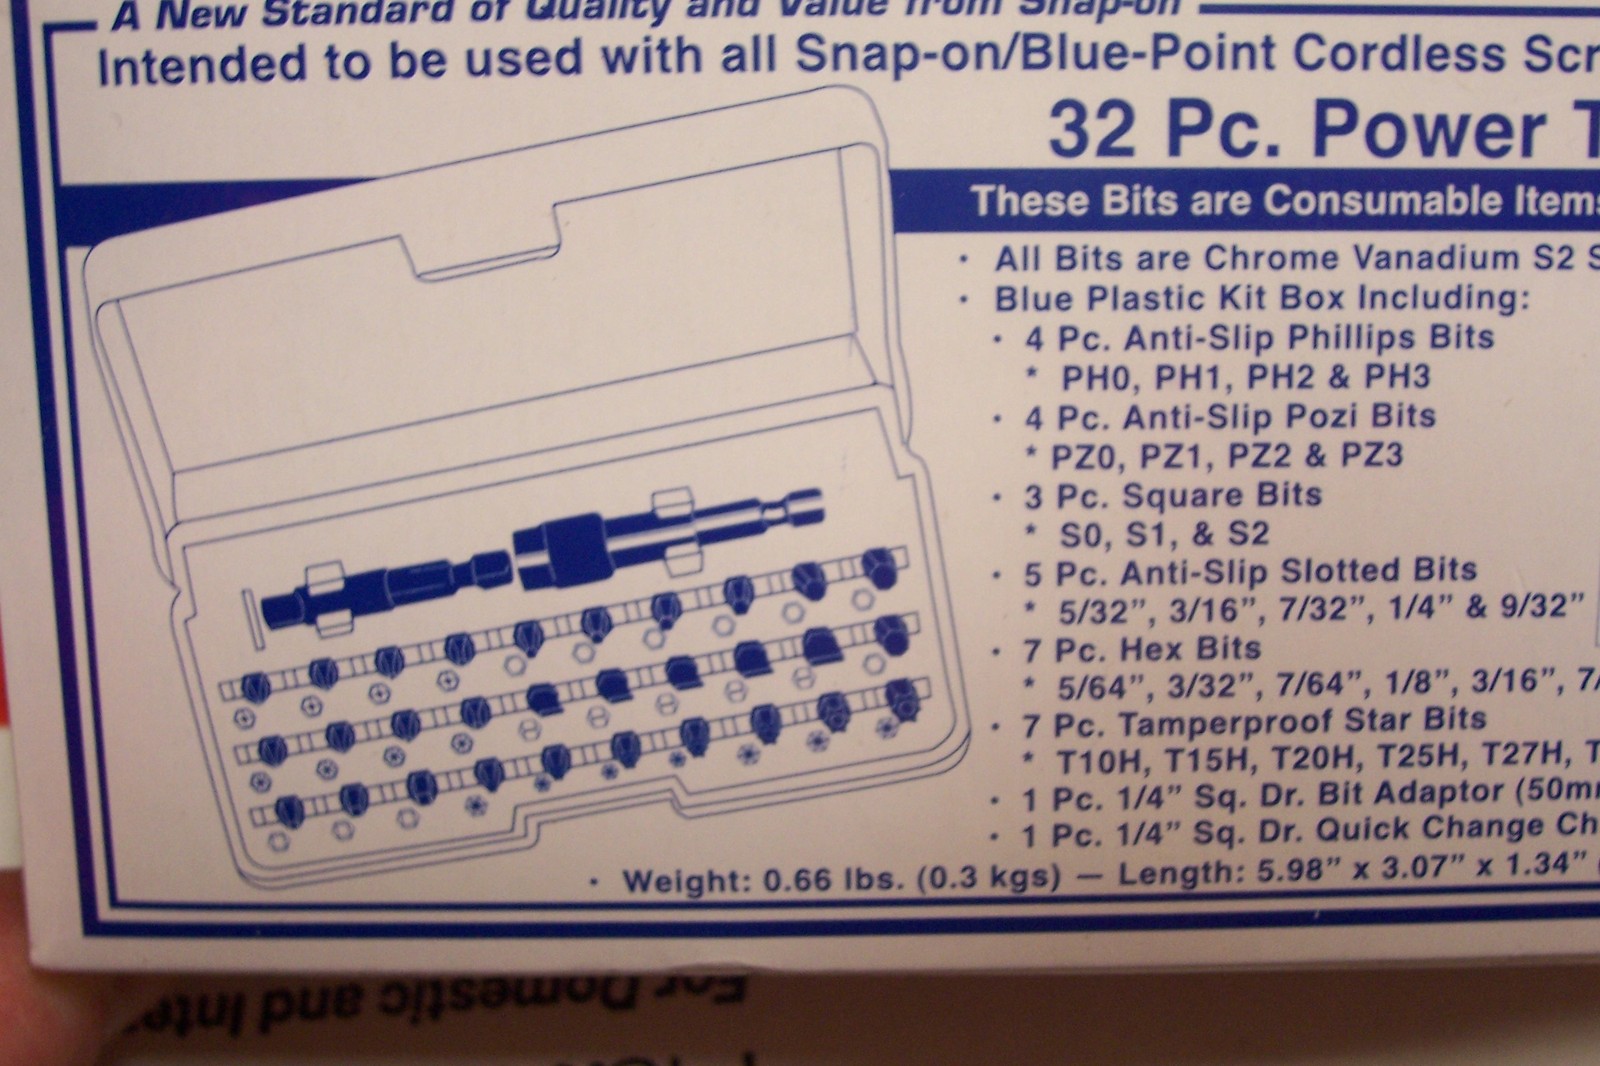 A New Standard of Quality and Value from Snap-on
Intended to be used with all Snap-on/Blue-Point Cordless Scr
32 Pc. Power T
These Bits are Consumable Items
· All Bits are Chrome Vanadium S2 S
· Blue Plastic Kit Box Including:
· 4 Pc. Anti-Slip Phillips Bits
* PH0, PH1, PH2 & PH3
· 4 Pc. Anti-Slip Pozi Bits
* PZ0, PZ1, PZ2 & PZ3
· 3 Pc. Square Bits
* S0, S1, & S2
· 5 Pc. Anti-Slip Slotted Bits
* 5/32”, 3/16”, 7/32”, 1/4” & 9/32”
· 7 Pc. Hex Bits
* 5/64”, 3/32”, 7/64”, 1/8”, 3/16”, 7/
· 7 Pc. Tamperproof Star Bits
* T10H, T15H, T20H, T25H, T27H, T
· 1 Pc. 1/4” Sq. Dr. Bit Adaptor (50mm
· 1 Pc. 1/4” Sq. Dr. Quick Change Ch
· Weight: 0.66 lbs. (0.3 kgs) — Length: 5.98” x 3.07” x 1.34” (
For Domestic and Inte